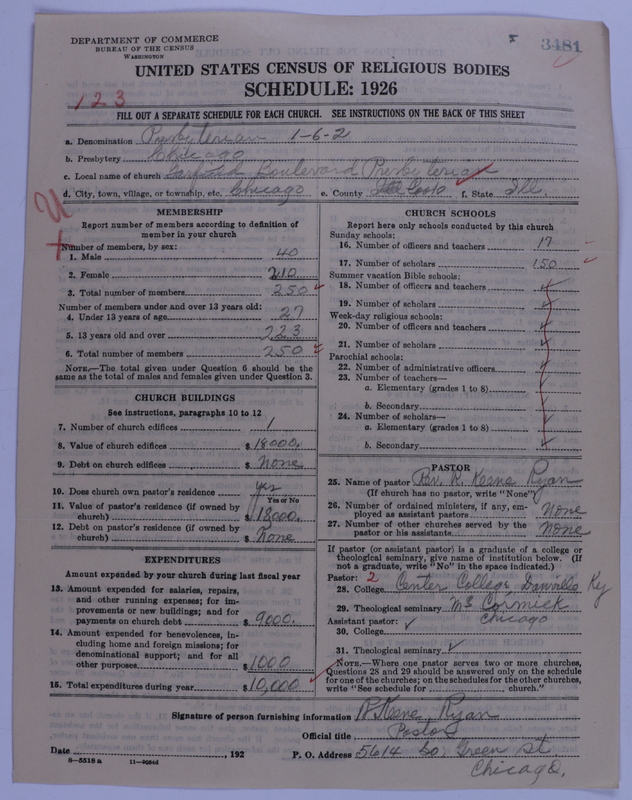 DEPARTMENT OF COMMERCE
BUREAU OF THE CENSUS
WASHINGTON
3481
UNITED STATES CENSUS OF RELIGIOUS BODIES
SCHEDULE: 1926
1 2 3
FILL OUT A SEPARATE SCHEDULE FOR EACH CHURCH. SEE INSTRUCTIONS ON THE BACK OF THIS SHEET
a. Denomination Presbyterian 1-6-2
b. Presbytery Chicago
c. Local name of church Garfield Boulevard Presbyterian
d. City, town, village, or township, etc. Chicago e. County Cook f. State Ill
MEMBERSHIP
Report number of members according to definition of
member in your church
Number of members, by sex:
1. Male 40
2. Female 210
3. Total number of members 250
Number of members under and over 13 years old:
4. Under 13 years of age 27
5. 13 years old and over 223
6. Total number of members 250
NOTE.—The total given under Question 6 should be
same as the total of males and females given under Question 3.
CHURCH BUILDINGS
See instructions, paragraphs 10 to 12
7. Number of church edifices 1
8. Value of church edifices $ 18000.
9. Debt on church edifices $ None
10. Does church own pastor's residence Yes
Yes or No
11. Value of pastor's residence (if owned by
church) $ 18000.
12. Debt on pastor's residence (if owned by
church) $ None
EXPENDITURES
Amount expended by your church during last fiscal year
13. Amount expended for salaries, repairs,
and other running expenses; for im-
provements or new buildings; and for
payments on church debt $ 9000.
14. Amount expended for benevolences, in-
cluding home and foreign missions; for
denominational support; and for all
other purposes $ 1000
15. Total expenditures during year $ 10,000
CHURCH SCHOOLS
Report here only schools conducted by this church
Sunday schools:
16. Number of officers and teachers 17
17. Number of scholars 150
Summer vacation Bible schools:
18. Number of officers and teachers
19. Number of scholars
Week-day religious schools:
20. Number of officers and teachers
21. Number of scholars
Parochial schools:
22. Number of administrative officers
23. Number of teachers—
a. Elementary (grades 1 to 8)
b. Secondary
24. Number of scholars—
a. Elementary (grades 1 to 8)
b. Secondary
PASTOR
25. Name of pastor Rev. R. Keene Ryan
(If church has no pastor, write "None")
26. Number of ordained ministers, if any, em-
ployed as assistant pastors None
27. Number of other churches served by the
pastor or his assistants None
If pastor (or assistant pastor) is a graduate of a college or
theological seminary, give name of institution below. (If
not a graduate, write "No" in the space indicated.)
Pastor: 2
28. College Center College Danville Ky
29. Theological seminary McCormick
Chicago
Assistant pastor:
30. College
31. Theological seminary
NOTE.—Where one pastor serves two or more churches,
Questions 28 and 29 should be answered only on the schedule
for one of the churches; on the schedules for the other churches,
write "See schedule for church."
Signature of person furnishing information R. Keene Ryan
Official title Pastor
Date , 192 P. O. Address 5614 So. Green St
8—5518 a 11—9054d Chicago.